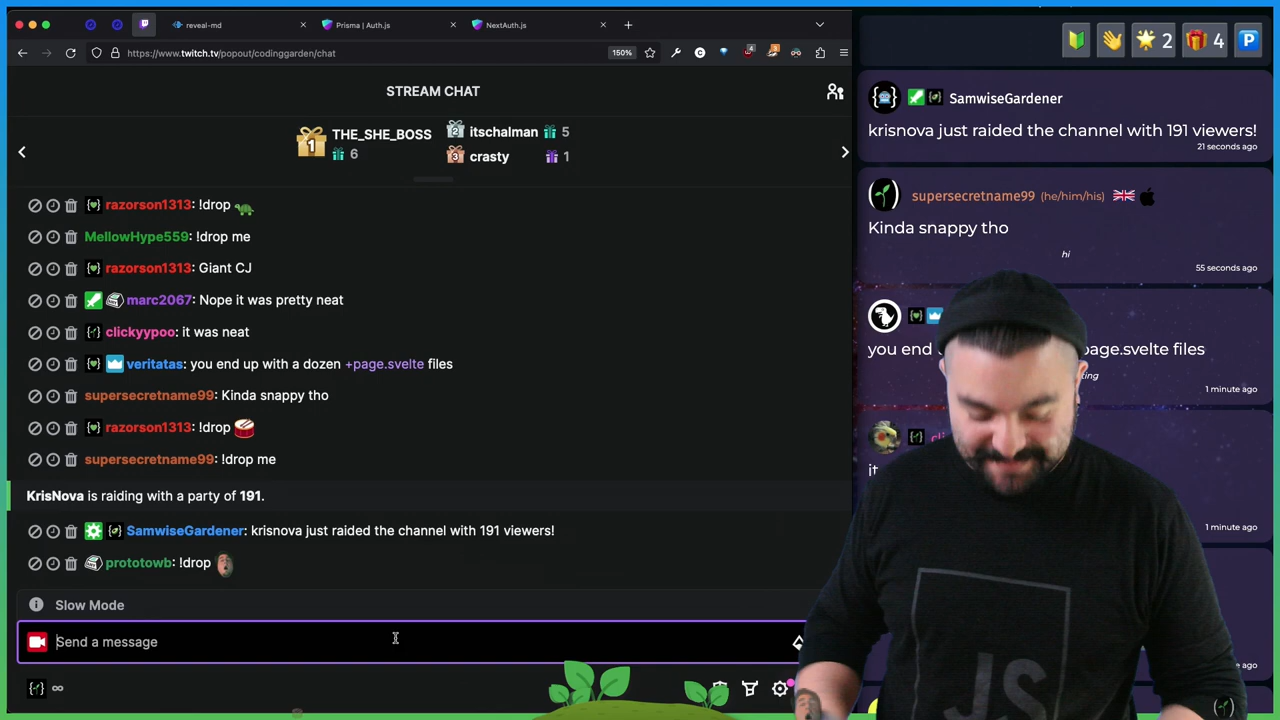 reveal-md
Prisma | Auth.js
NextAuth.js
https://www.twitch.tv/popout/codinggarden/chat
150%
STREAM CHAT
1
THE_SHE_BOSS
6
2
itschalman
5
3
crasty
1
razorson1313: !drop
MellowHype559: !drop me
razorson1313: Giant CJ
marc2067: Nope it was pretty neat
clickyypoo: it was neat
veritatas: you end up with a dozen +page.svelte files
supersecretname99: Kinda snappy tho
razorson1313: !drop
supersecretname99: !drop me
KrisNova is raiding with a party of 191.
SamwiseGardener: krisnova just raided the channel with 191 viewers!
prototowb: !drop
Slow Mode
Send a message
∞
2
4
P
SamwiseGardener
krisnova just raided the channel with 191 viewers!
21 seconds ago
supersecretname99 (he/him/his)
Kinda snappy tho
hi
55 seconds ago
you end
page.svelte files
1 minute ago
it
1 minute ago
JS